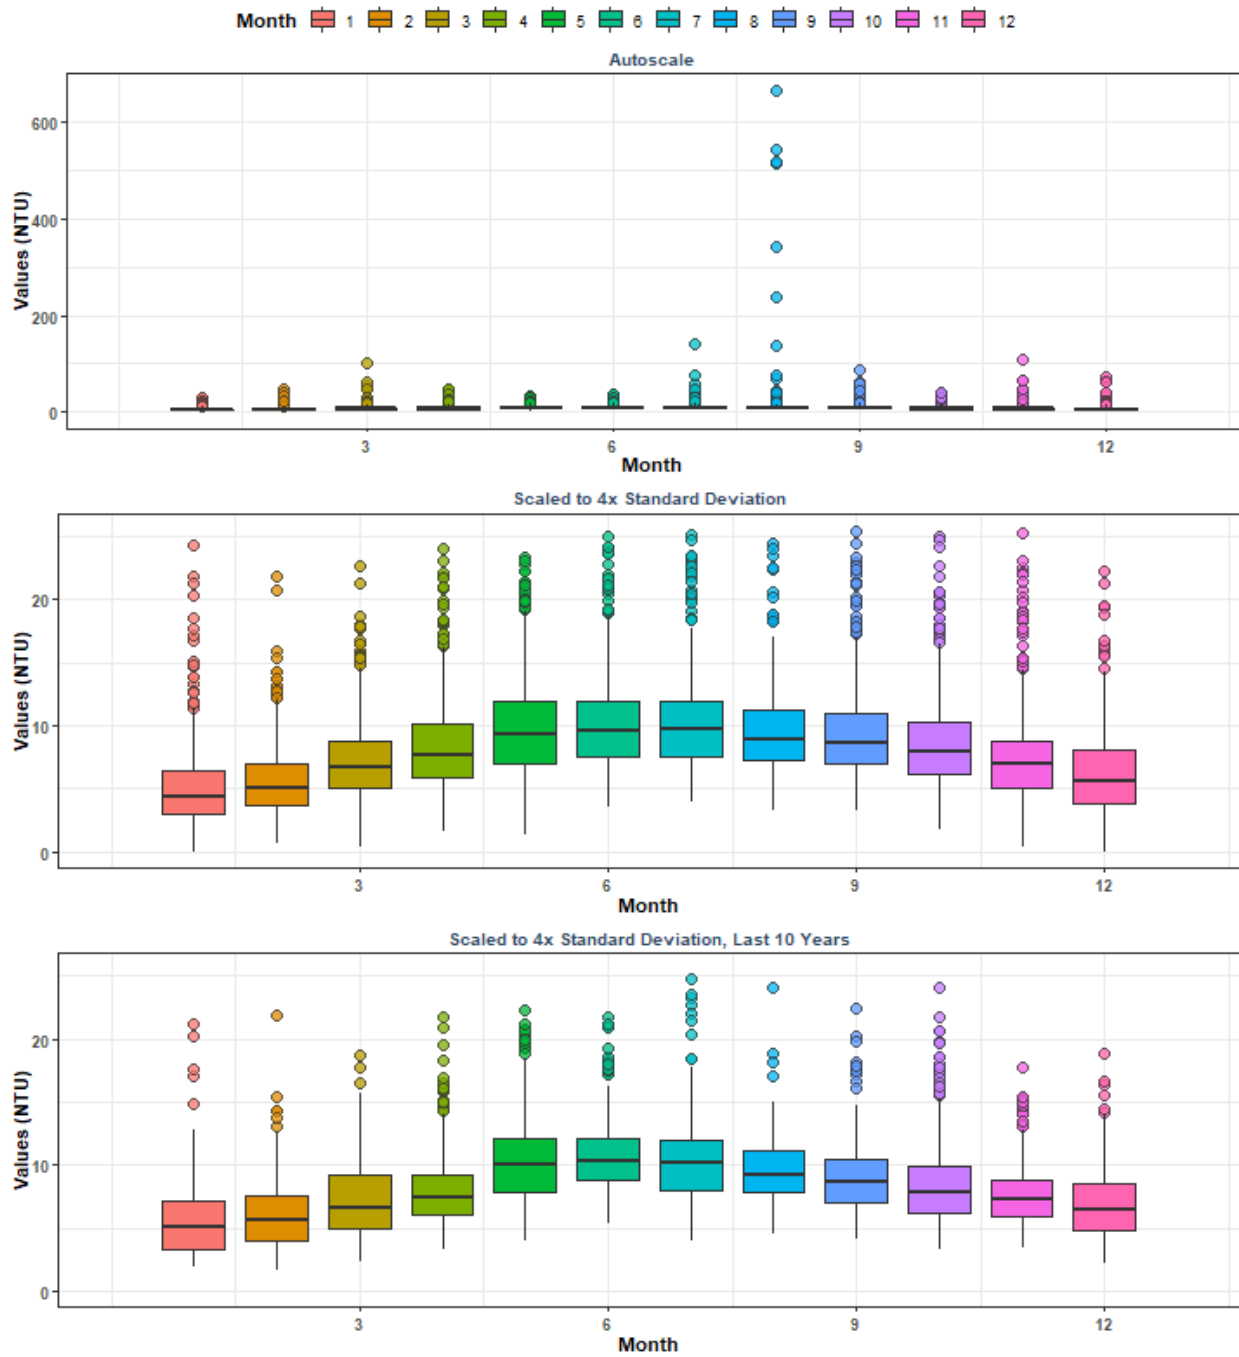 Month 1 2 3 4 5 6 7 8 9 10 11 12
Autoscale
Values (NTU)
600
400
200
0
3 6 9 12
Month
Scaled to 4x Standard Deviation
Values (NTU)
20
10
0
3 6 9 12
Month
Scaled to 4x Standard Deviation, Last 10 Years
Values (NTU)
20
10
0
3 6 9 12
Month